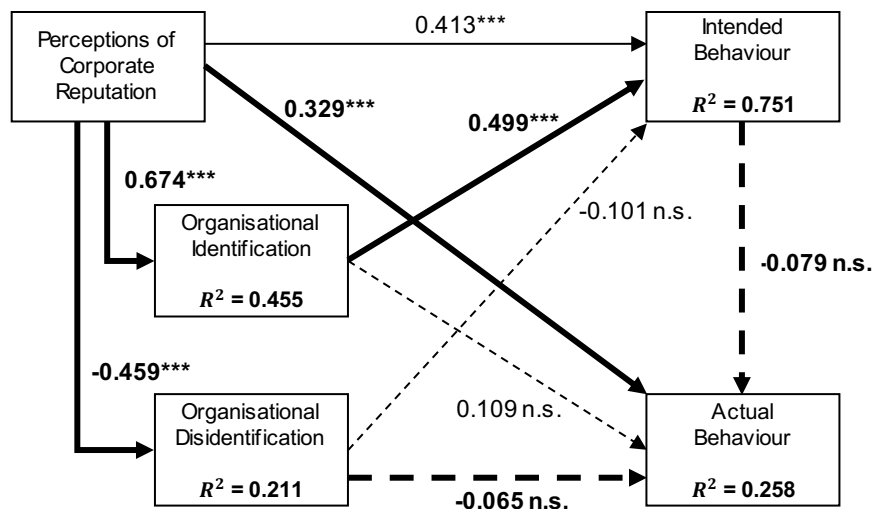 Perceptions of
Corporate
Reputation
0.413***
Intended
Behaviour
R² = 0.751
0.329***
0.499***
0.674***
Organisational
Identification
R² = 0.455
-0.101 n.s.
-0.079 n.s.
-0.459***
Organisational
Disidentification
R² = 0.211
0.109 n.s.
-0.065 n.s.
Actual
Behaviour
R² = 0.258